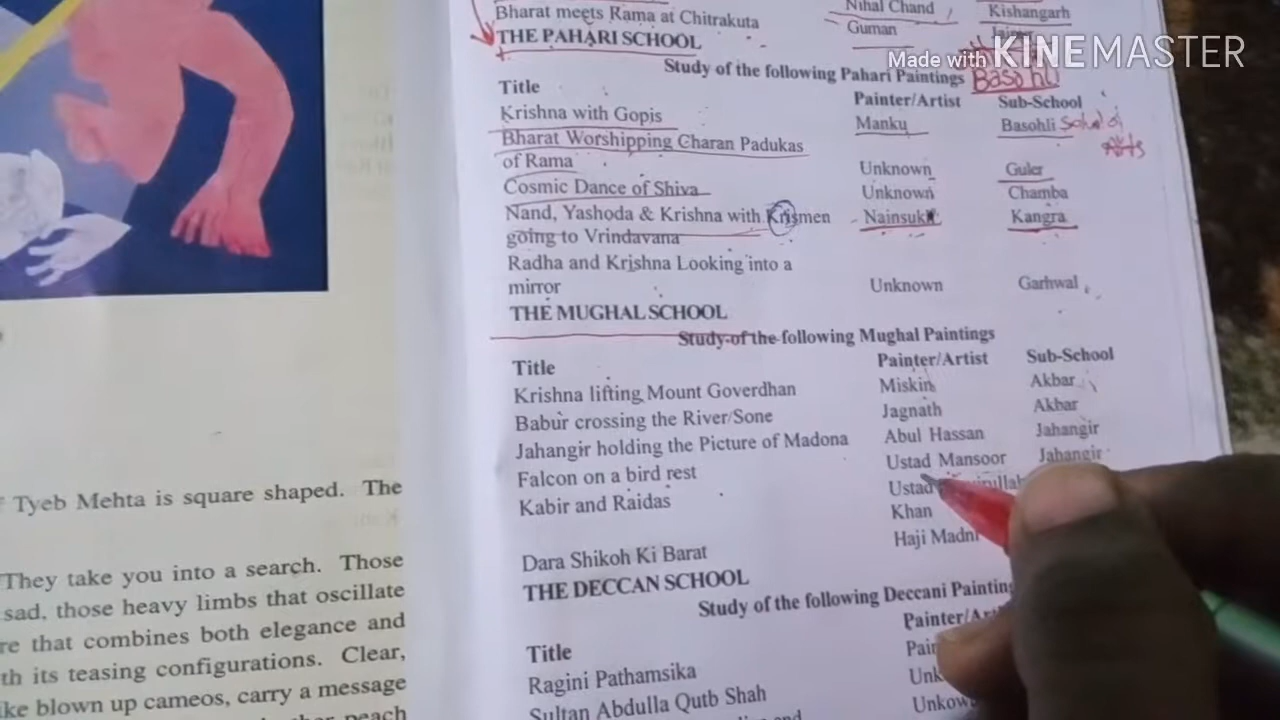 Made with KINEMASTER
Tyeb Mehta is square shaped. The
They take you into a search. Those
sad, those heavy limbs that oscillate
re that combines both elegance and
th its teasing configurations. Clear,
ike blown up cameos, carry a message
Nihal Chand Kishangarh
Bharat meets Rama at Chitrakuta Guman
THE PAHARI SCHOOL
Study of the following Pahari Paintings Basohli
Title Painter/Artist Sub-School
Krishna with Gopis Manku Basohli School of
Arts
Bharat Worshipping Charan Padukas
of Rama Unknown Guler
Cosmic Dance of Shiva Unknown Chamba
Nand, Yashoda & Krishna with Krismen Nainsukh Kangra
going to Vrindavana
Radha and Krishna Looking into a
mirror Unknown Garhwal
THE MUGHAL SCHOOL
Study of the following Mughal Paintings
Title Painter/Artist Sub-School
Krishna lifting Mount Goverdhan Miskin Akbar
Babur crossing the River/Sone Jagnath Akbar
Jahangir holding the Picture of Madona Abul Hassan Jahangir
Falcon on a bird rest Ustad Mansoor Jahangir
Kabir and Raidas Ustad
Khan
Dara Shikoh Ki Barat Haji Madni
THE DECCAN SCHOOL
Study of the following Deccani
Title
Ragini Pathamsika
Sultan Abdulla Qutb Shah